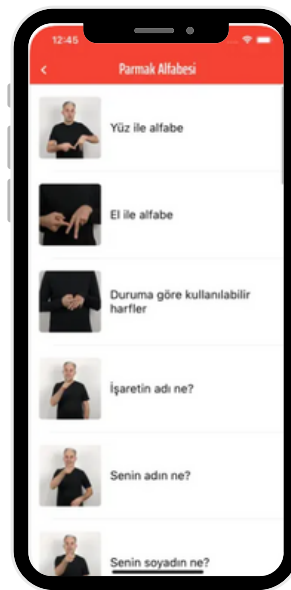 12:45
Parmak Alfabesi
Yüz ile alfabe
El ile alfabe
Duruma göre kullanılabilir
harfler
İşaretin adı ne?
Senin adın ne?
Senin soyadın ne?